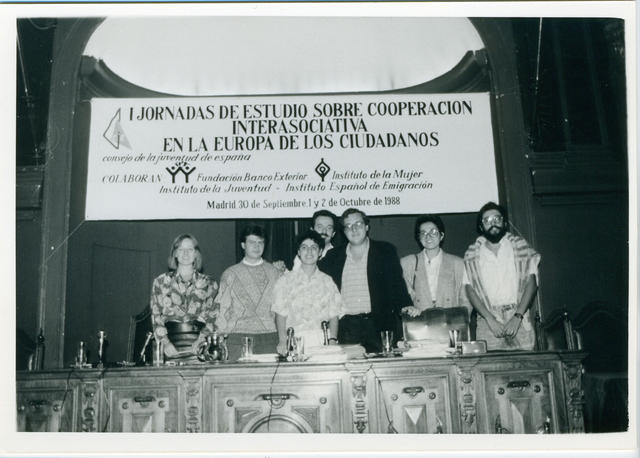 I JORNADAS DE ESTUDIO SOBRE COOPERACION
INTERASOCIATIVA
EN LA EUROPA DE LOS CIUDADANOS
consejo de la juventud de españa
COLABORAN Fundación Banco Exterior Instituto de la Mujer
Instituto de la Juventud - Instituto Español de Emigración
Madrid 30 de Septiembre, 1 y 2 de Octubre de 1988